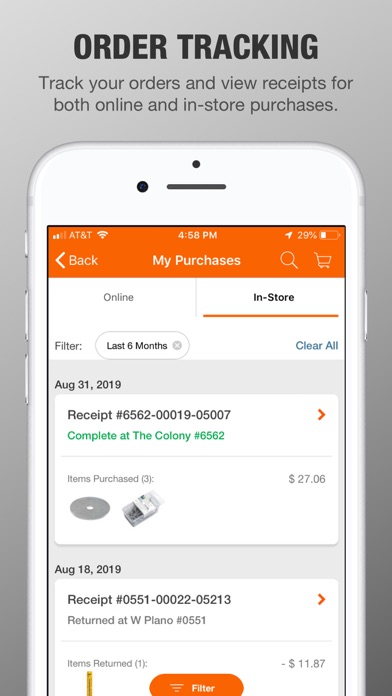 ORDER TRACKING
Track your orders and view receipts for
both online and in-store purchases.
AT&T 4:58 PM 29%
Back My Purchases
Online In-Store
Filter: Last 6 Months Clear All
Aug 31, 2019
Receipt #6562-00019-05007
Complete at The Colony #6562
Items Purchased (3): $ 27.06
Aug 18, 2019
Receipt #0551-00022-05213
Returned at W Plano #0551
Items Returned (1): - $ 11.87
Filter